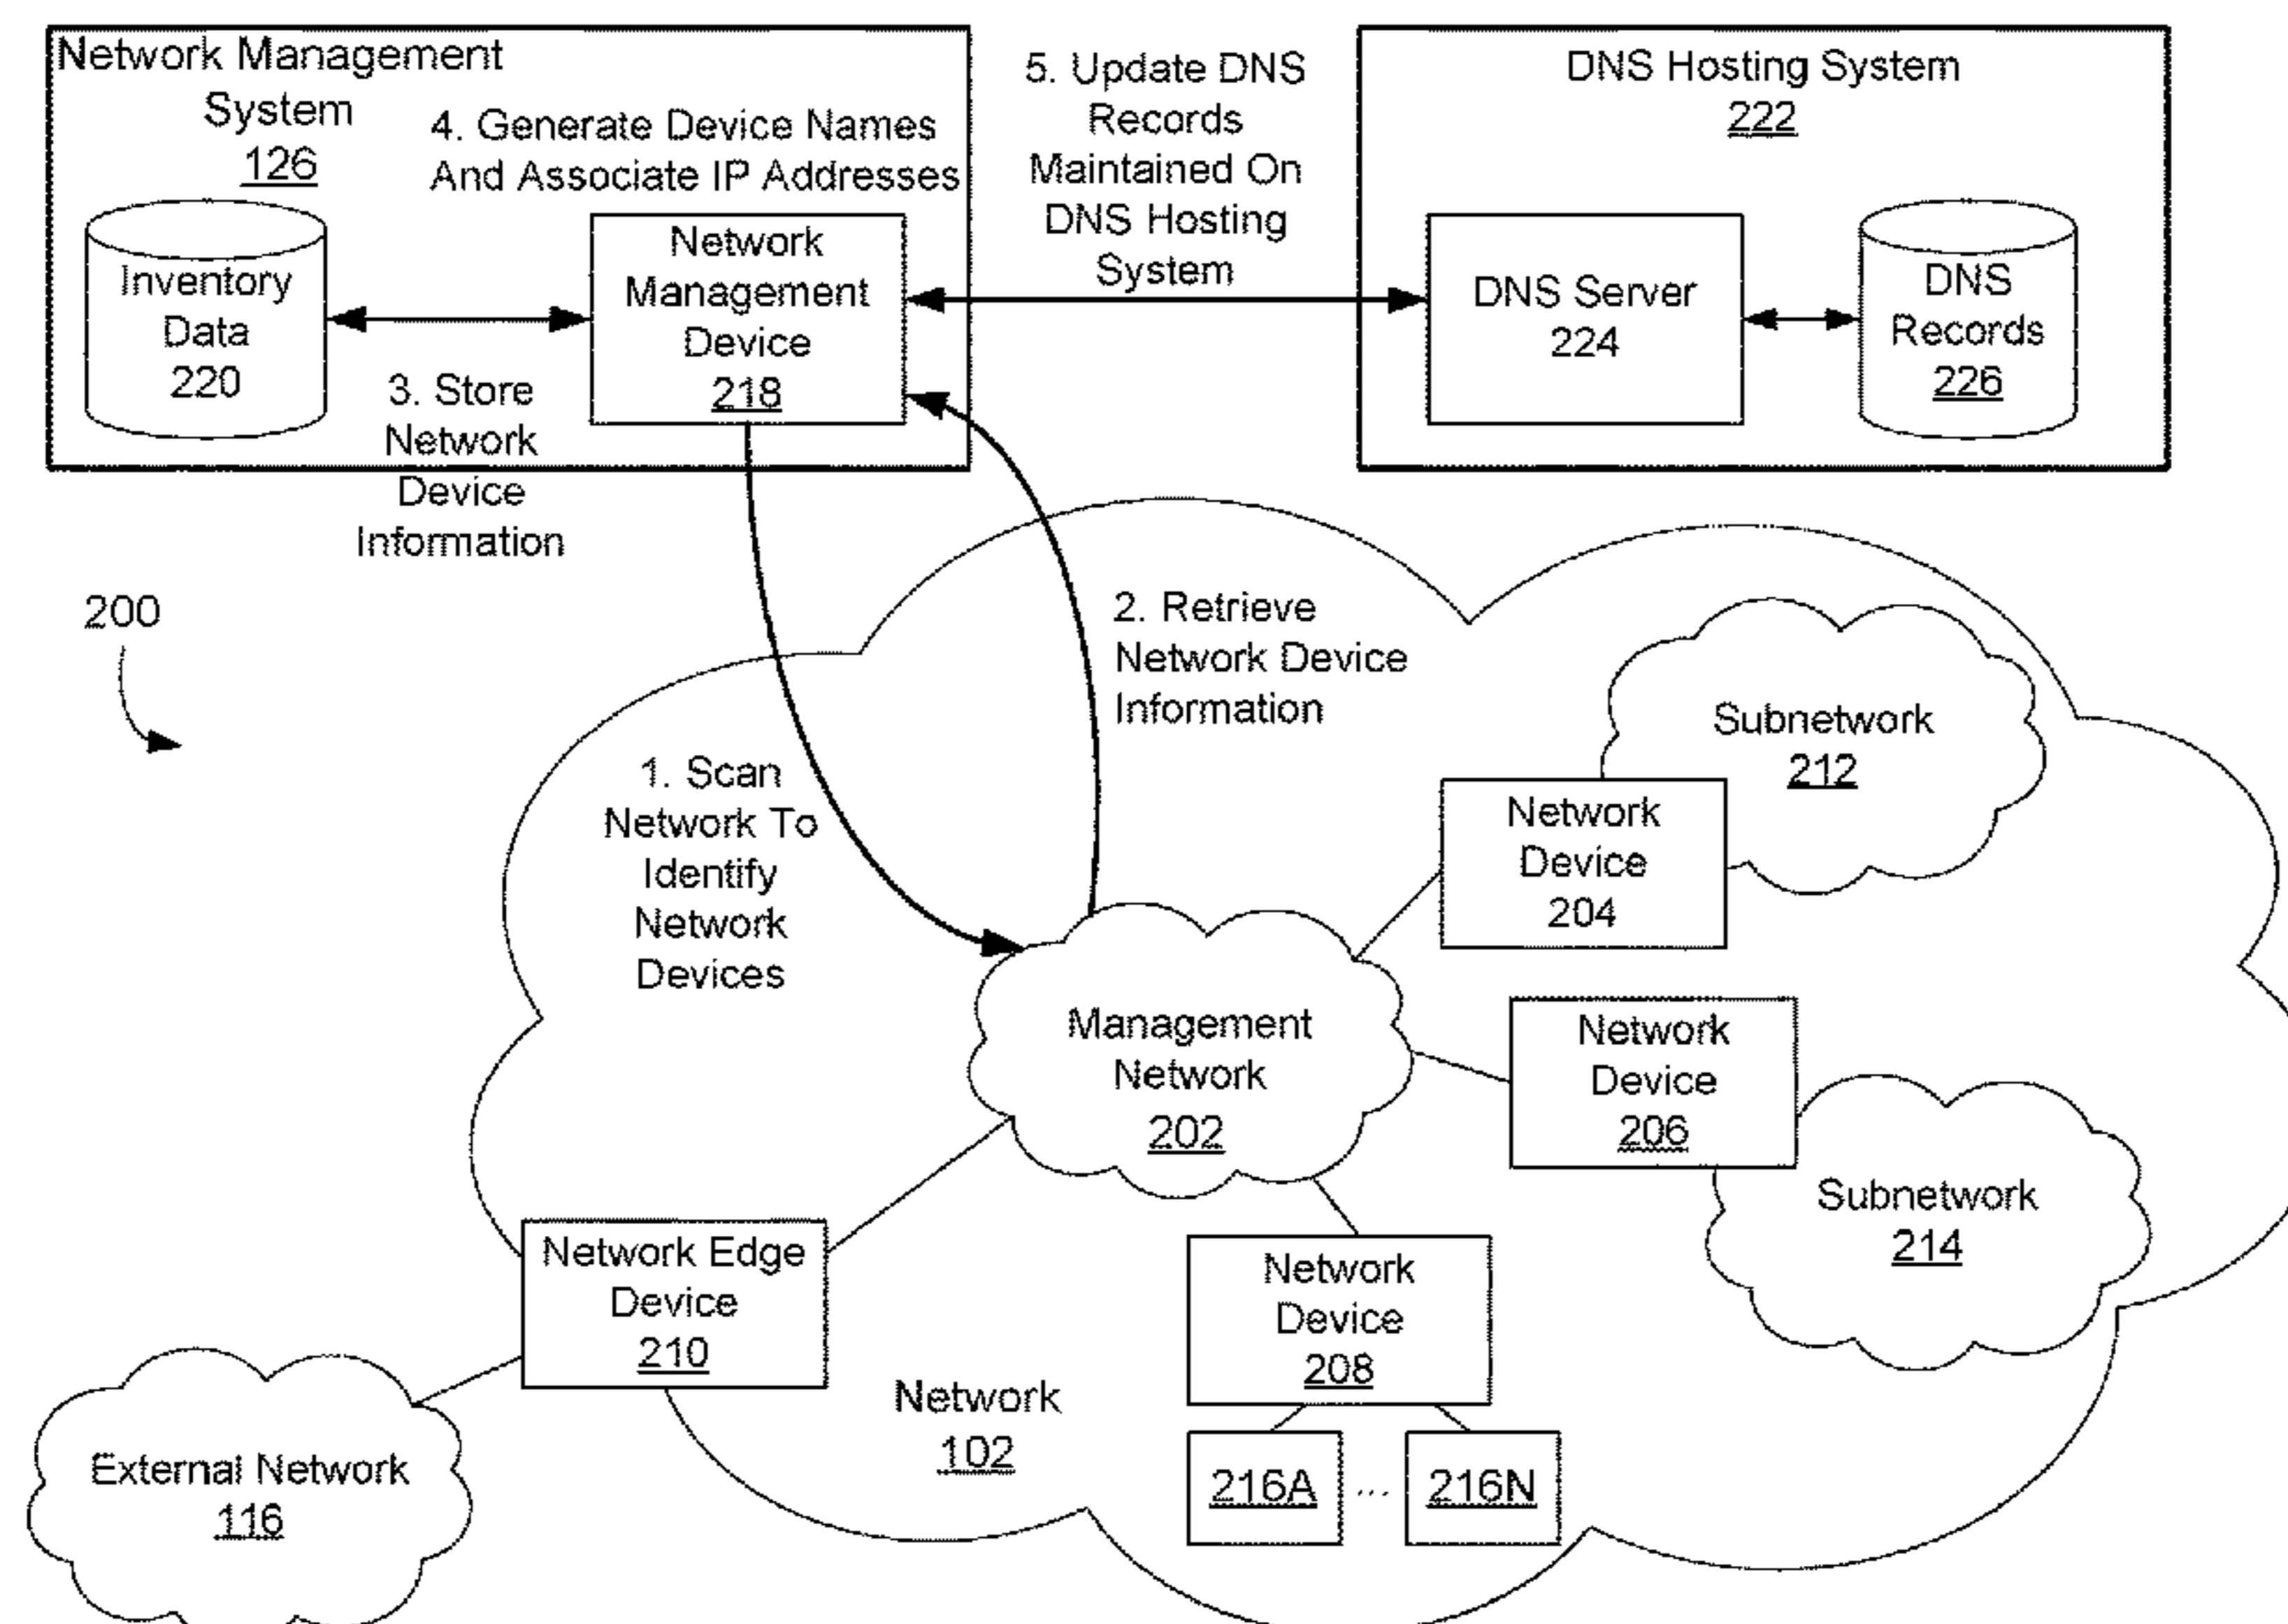 Network Management
System
126
4. Generate Device Names
And Associate IP Addresses
Inventory
Data
220
Network
Management
Device
218
3. Store
Network
Device
Information
5. Update DNS
Records
Maintained On
DNS Hosting
System
DNS Hosting System
222
DNS Server
224
DNS
Records
226
200
1. Scan
Network To
Identify
Network
Devices
2. Retrieve
Network Device
Information
Subnetwork
212
Network
Device
204
Management
Network
202
Network
Device
206
Subnetwork
214
Network Edge
Device
210
Network
Device
208
216A
...
216N
Network
102
External Network
116